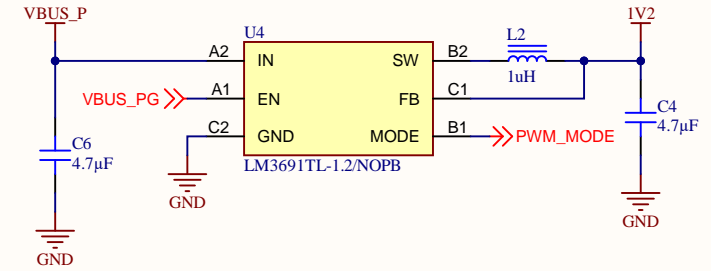 VBUS_P
1V2
U4
L2
A2
IN
SW
B2
1uH
VBUS_PG
A1
EN
FB
C1
C4
4.7µF
C2
GND
MODE
B1
PWM_MODE
C6
4.7µF
LM3691TL-1.2/NOPB
GND
GND
GND